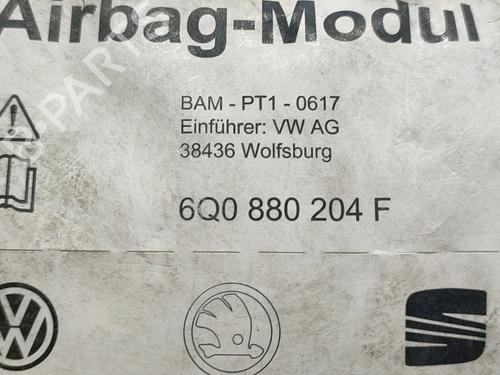 Airbag-Modul
BAM - PT1 - 0617
Einführer: VW AG
38436 Wolfsburg
6Q0 880 204 F